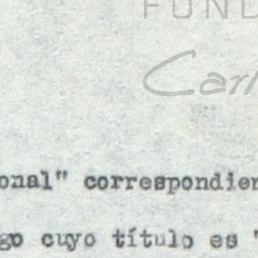 FUND
Carl
onal" correspondien
go cuyo título es "